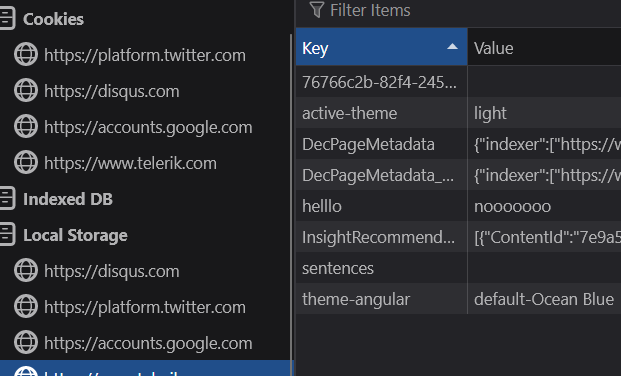 Cookies
https://platform.twitter.com
https://disqus.com
https://accounts.google.com
https://www.telerik.com
Indexed DB
Local Storage
https://disqus.com
https://platform.twitter.com
https://accounts.google.com
Filter Items
Key Value
76766c2b-82f4-245...
active-theme light
DecPageMetadata {"indexer":["https://w
DecPageMetadata_... {"indexer":["https://w
helllo nooooooo
InsightRecommend... [{"ContentId":"7e9a5
sentences
theme-angular default-Ocean Blue